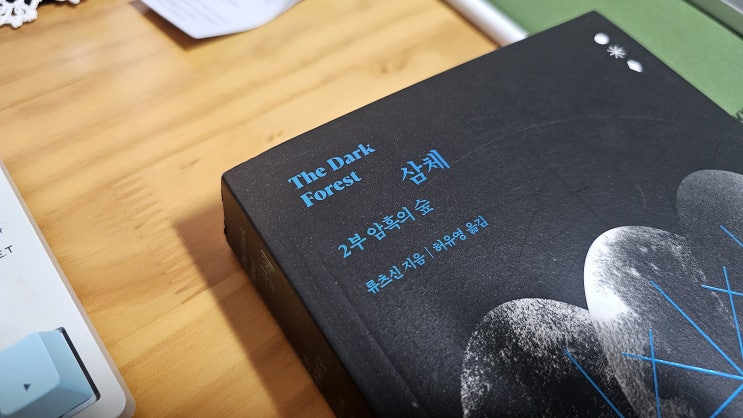 The Dark
Forest
삼체
2부 암흑의 숲
류츠신 지음 | 허유영 옮김